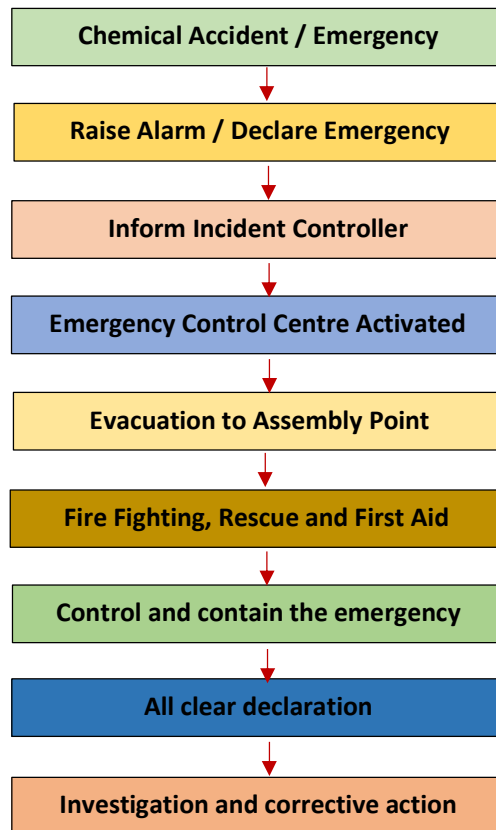 Chemical Accident / Emergency
Raise Alarm / Declare Emergency
Inform Incident Controller
Emergency Control Centre Activated
Evacuation to Assembly Point
Fire Fighting, Rescue and First Aid
Control and contain the emergency
All clear declaration
Investigation and corrective action